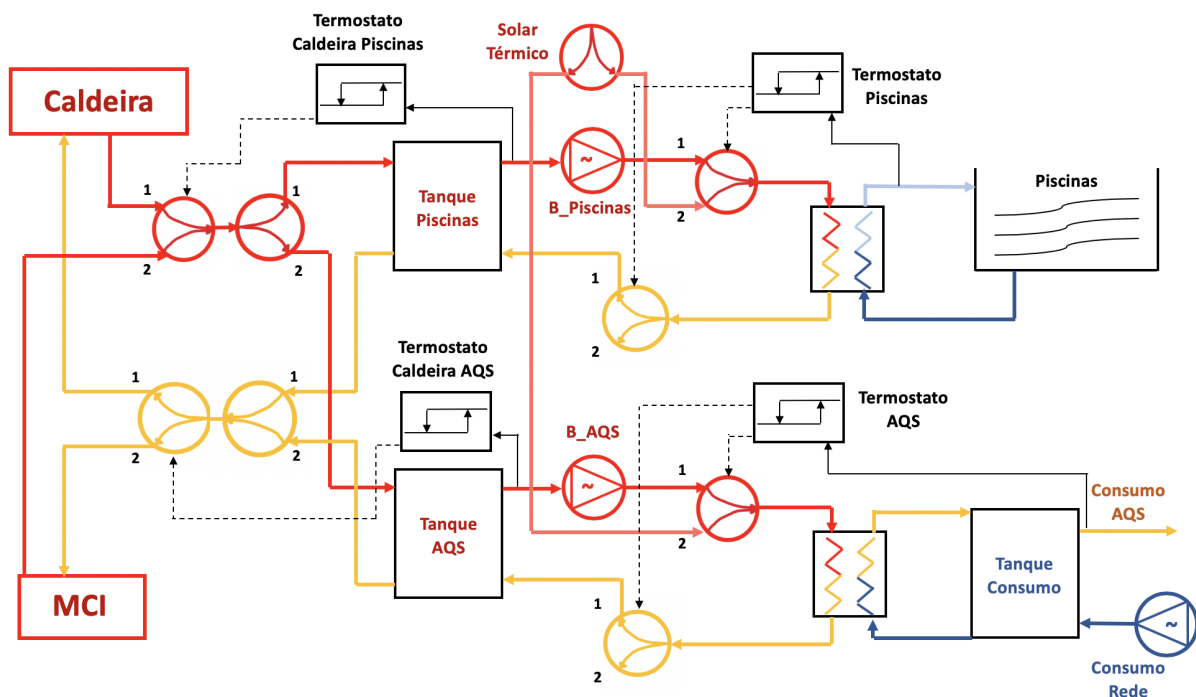 Termostato
Caldeira Piscinas
Solar
Térmico
Termostato
Piscinas
Caldeira
1
2
1
2
Tanque
Piscinas
~
B_Piscinas
1
2
Piscinas
1
2
Termostato
Caldeira AQS
1
2
1
2
Termostato
AQS
B_AQS
~
1
2
Tanque
AQS
Consumo
AQS
Tanque
Consumo
MCI
1
2
~
Consumo
Rede